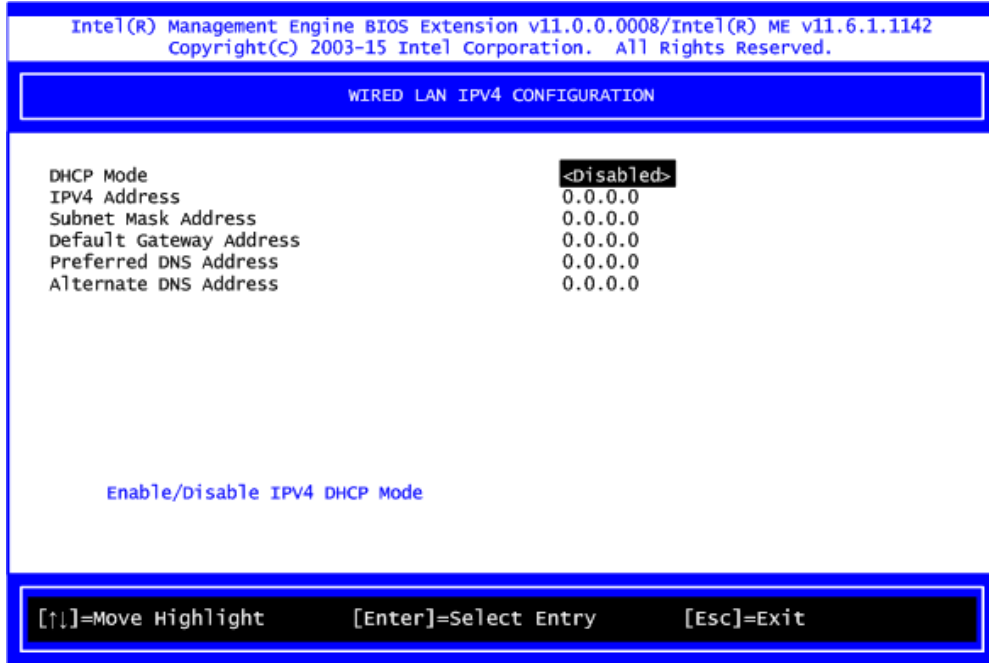 Intel(R) Management Engine BIOS Extension v11.0.0.0008/Intel(R) ME v11.6.1.1142
Copyright(C) 2003-15 Intel Corporation. All Rights Reserved.
WIRED LAN IPV4 CONFIGURATION
DHCP Mode <Disabled>
IPV4 Address 0.0.0.0
Subnet Mask Address 0.0.0.0
Default Gateway Address 0.0.0.0
Preferred DNS Address 0.0.0.0
Alternate DNS Address 0.0.0.0
Enable/Disable IPV4 DHCP Mode
[↑↓]=Move Highlight [Enter]=Select Entry [Esc]=Exit